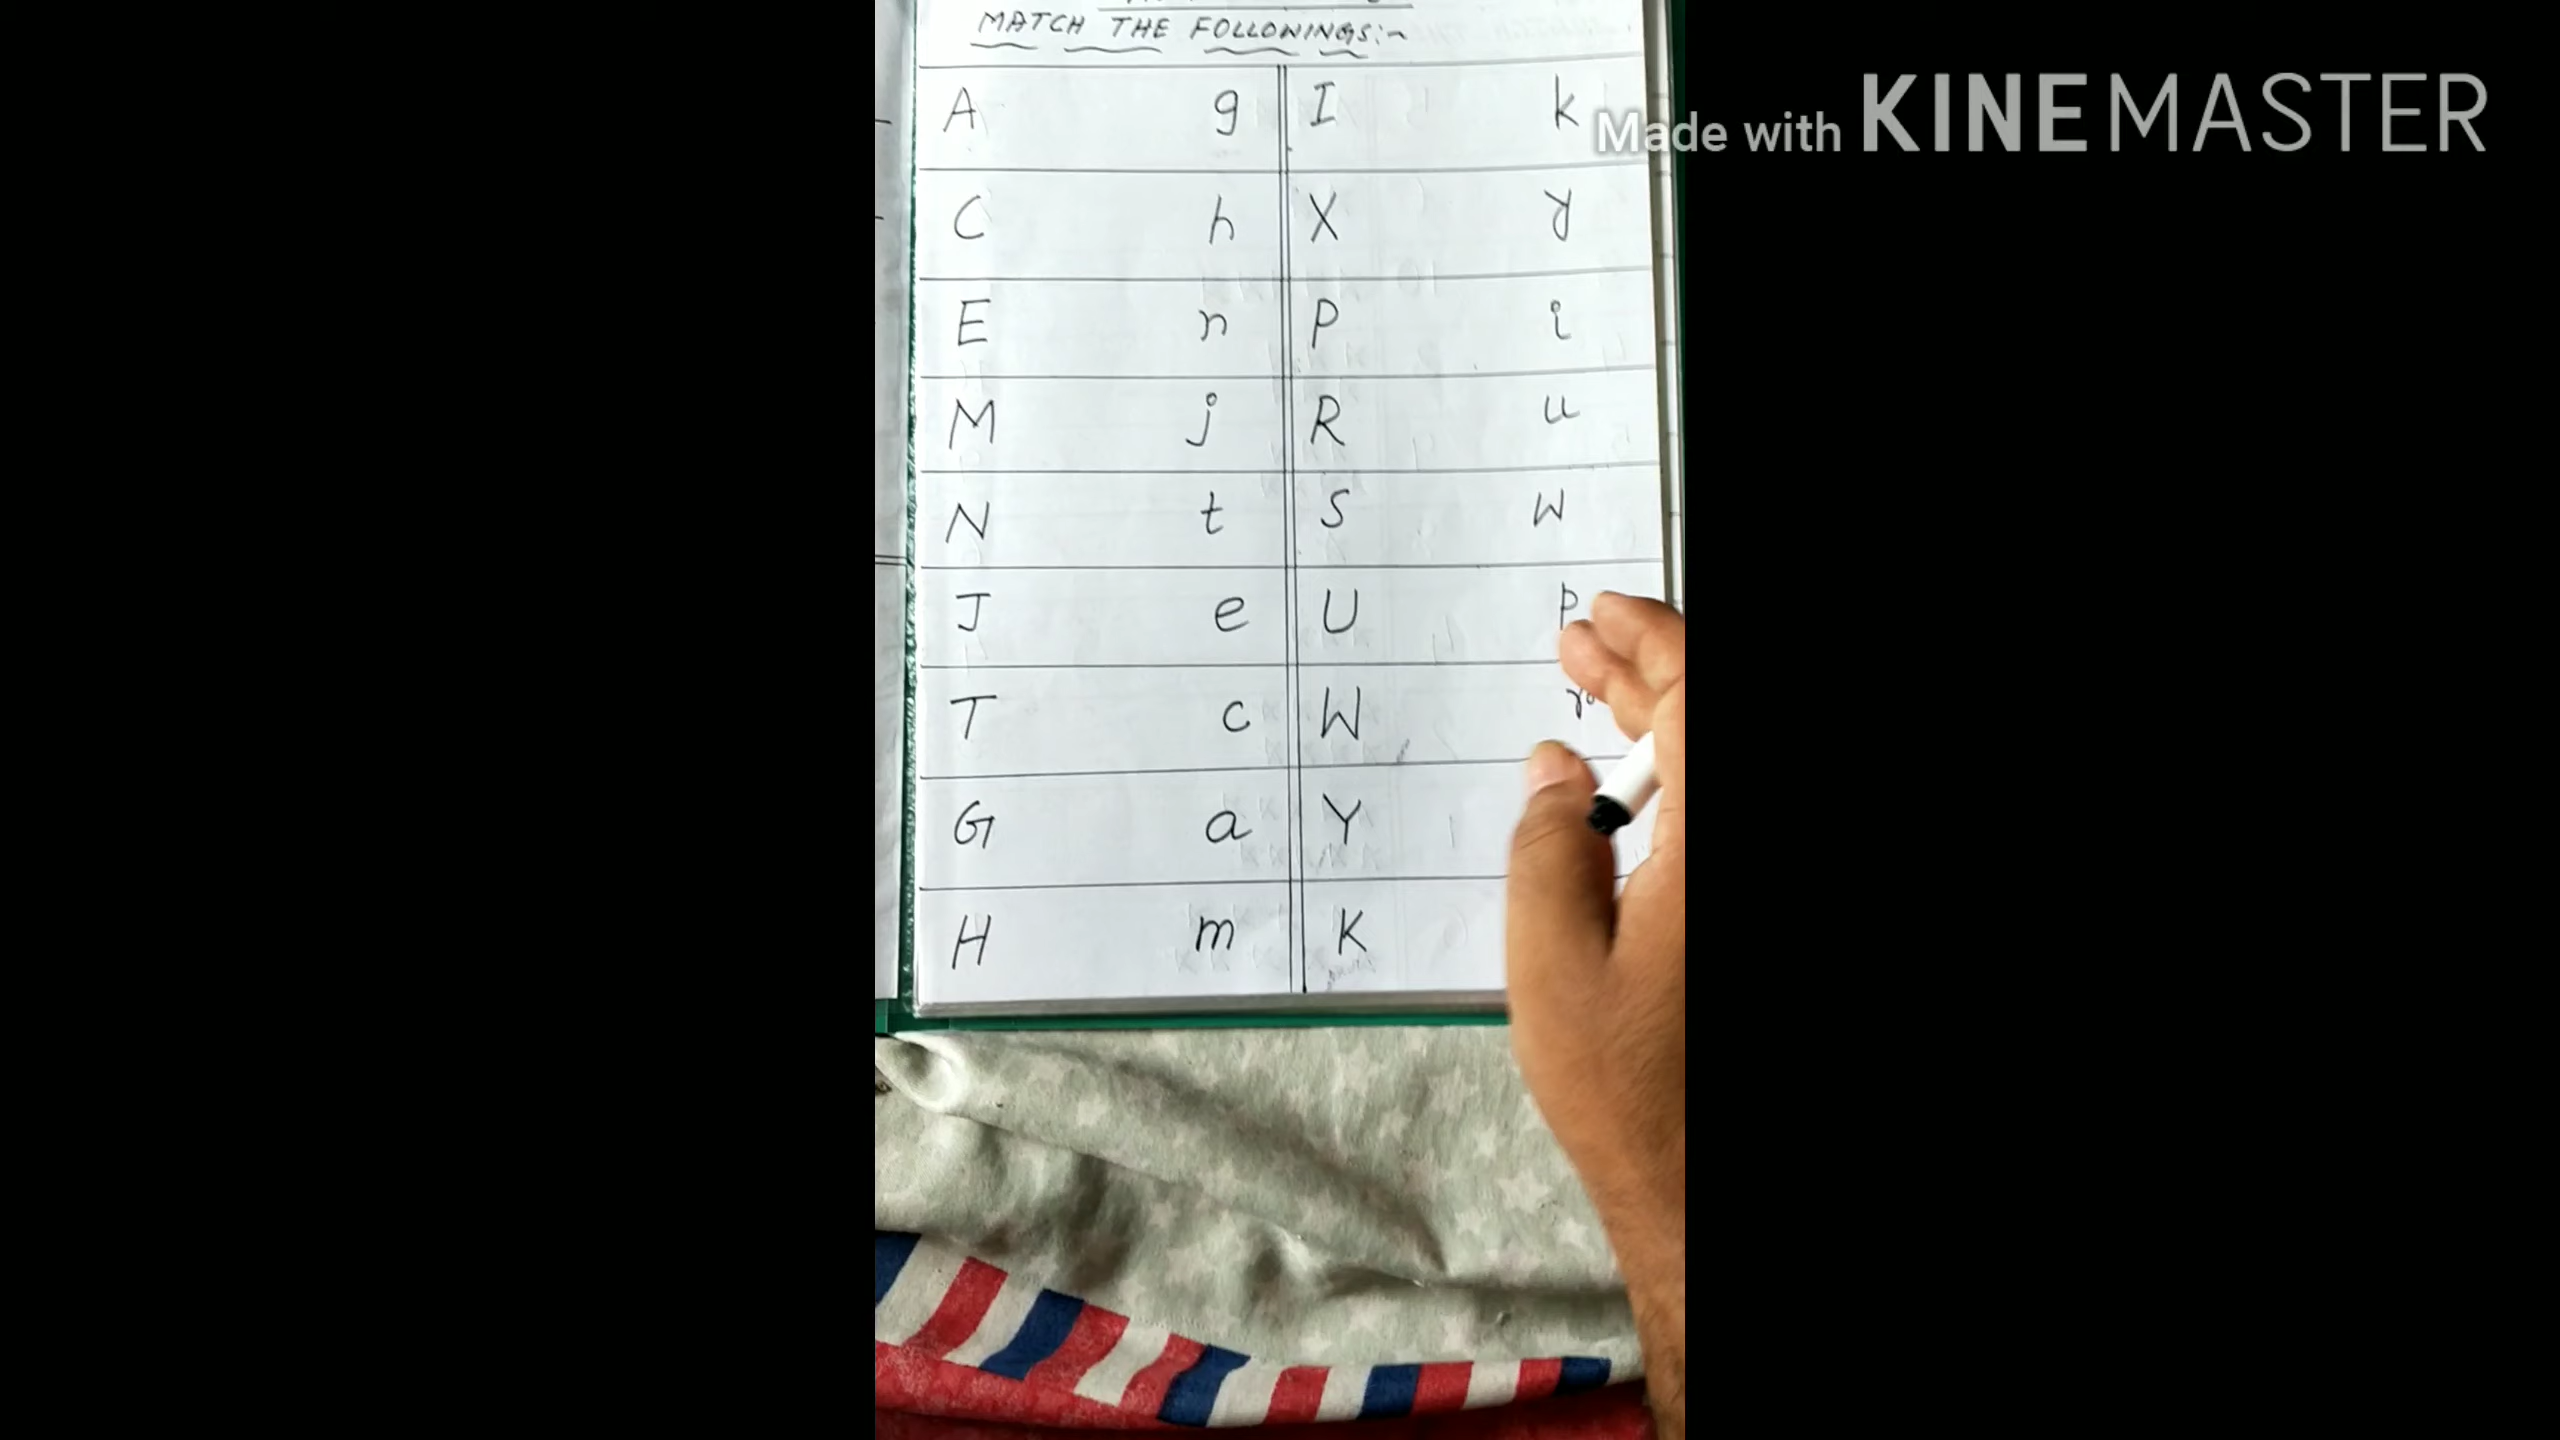 MATCH THE FOLLOWINGS:-
A g I k
C h X y
E n P i
M j R u
N t S w
J e U p
T c W r
G a Y
H m K
Made with KINEMASTER